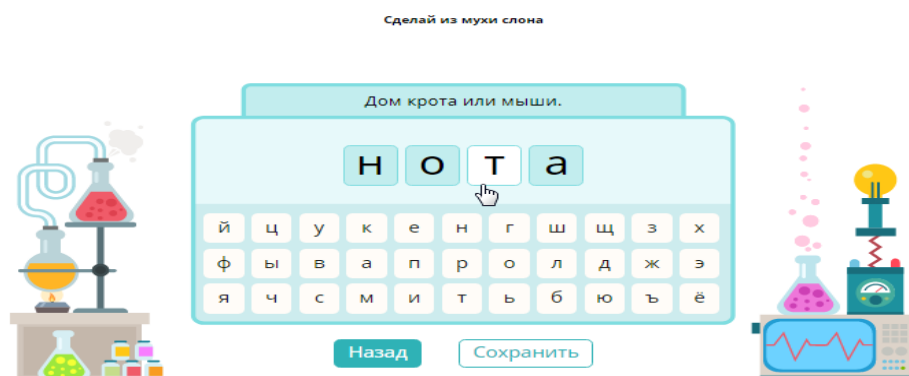 Сделай из мухи слона
Дом крота или мыши.
н о т а
й ц у к е н г ш щ з х
ф ы в а п р о л д ж э
я ч с м и т ь б ю ъ ё
Назад Сохранить